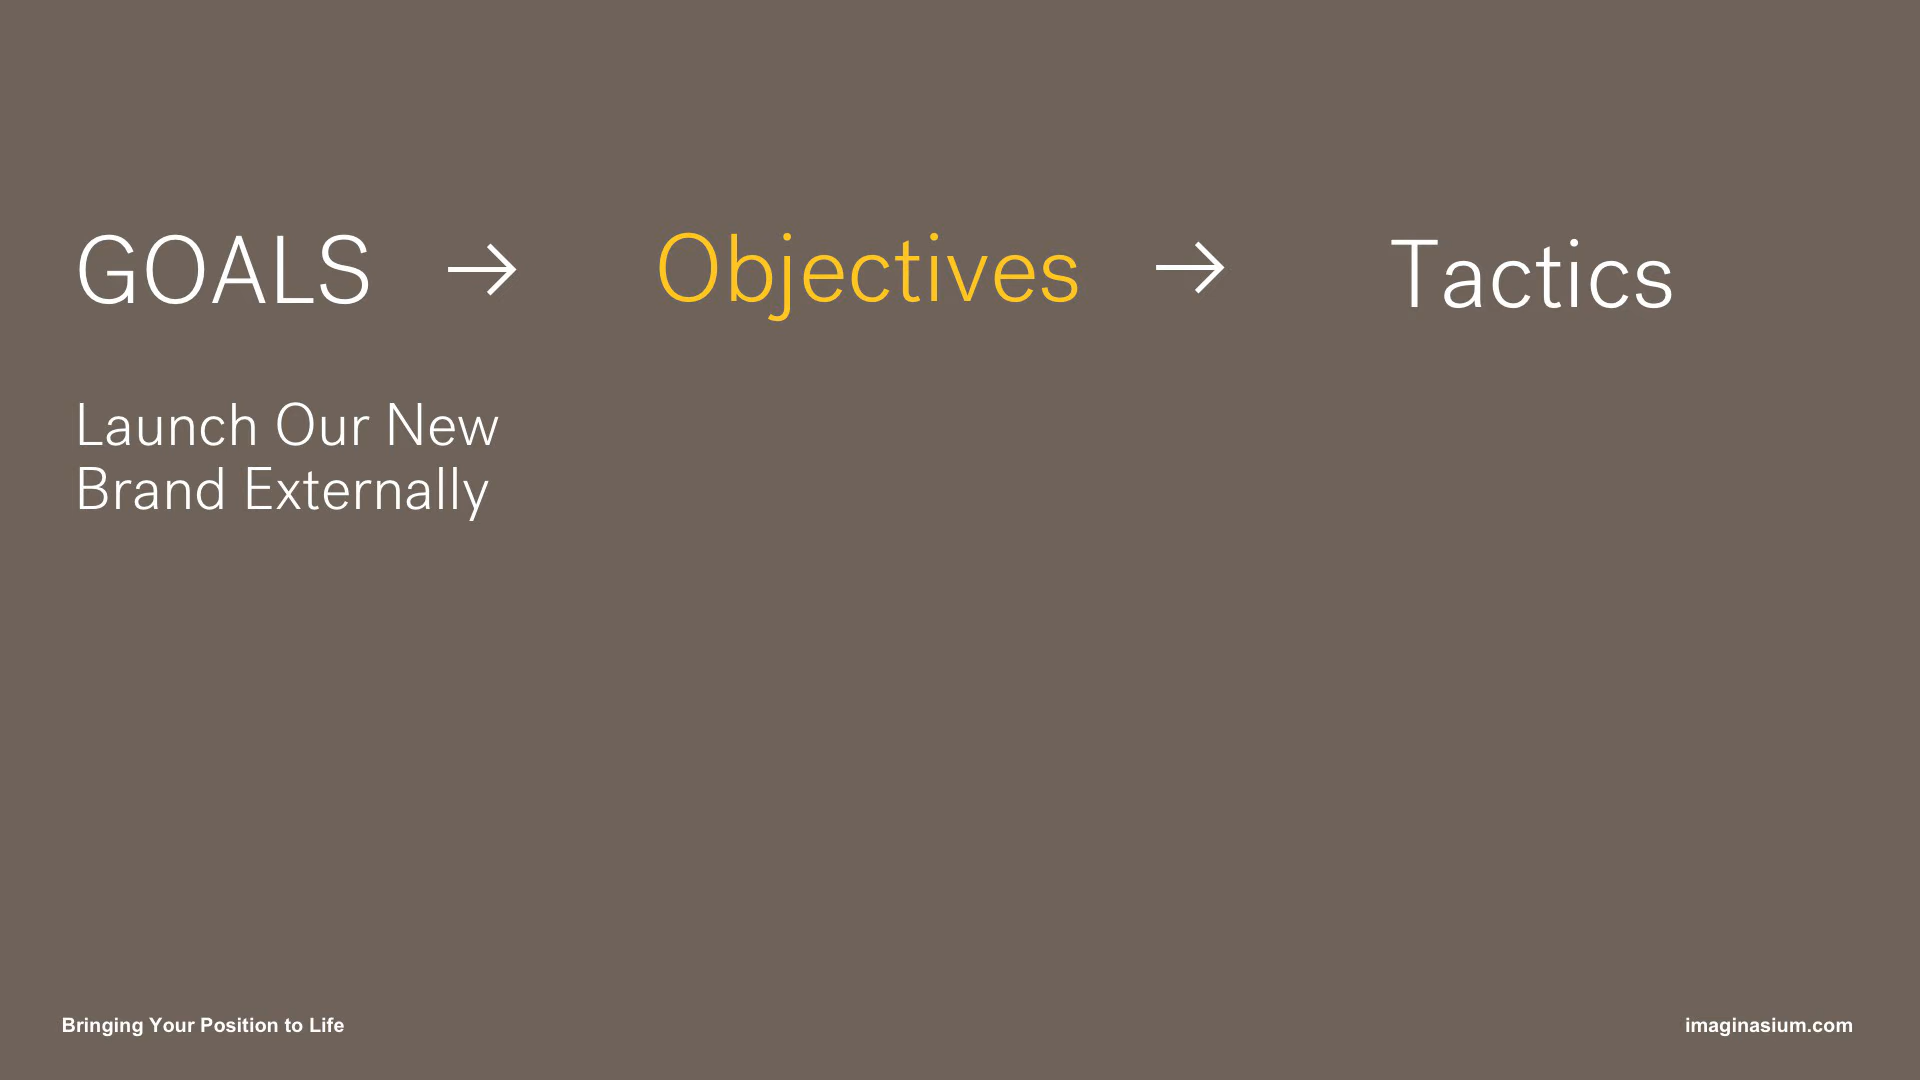 GOALS → Objectives → Tactics
Launch Our New
Brand Externally
Bringing Your Position to Life
imaginasium.com